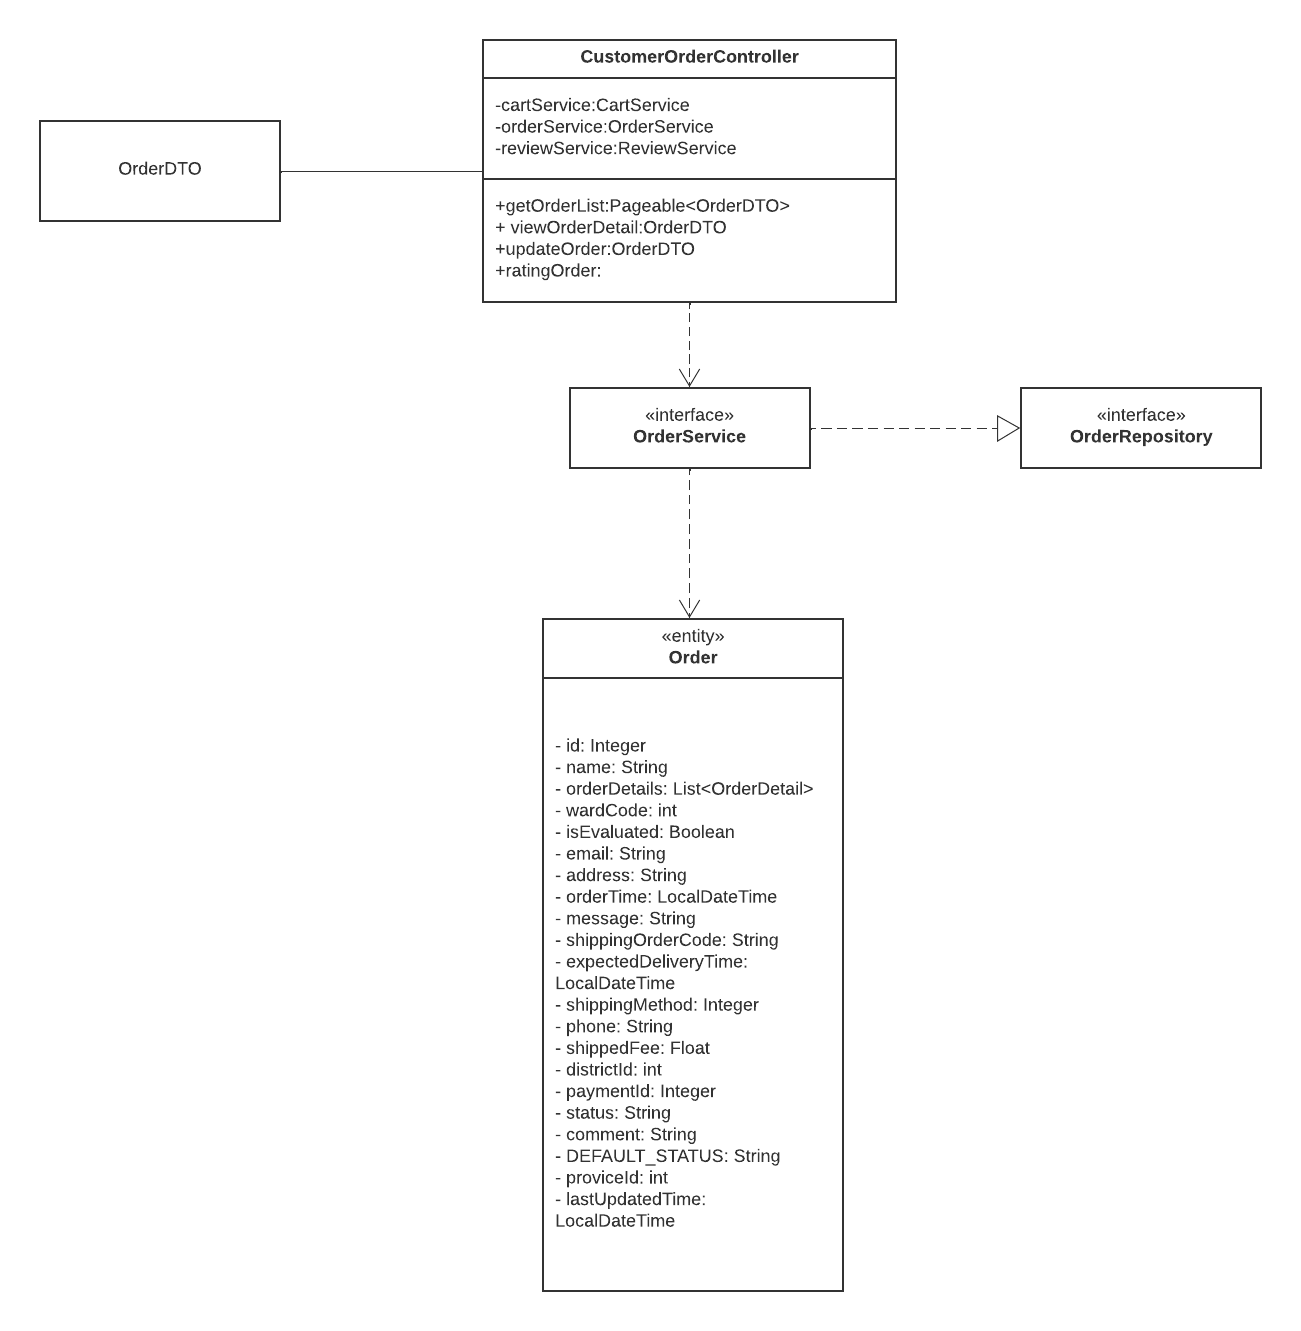 CustomerOrderController
-cartService:CartService
-orderService:OrderService
-reviewService:ReviewService
OrderDTO
+getOrderList:Pageable<OrderDTO>
+ viewOrderDetail:OrderDTO
+updateOrder:OrderDTO
+ratingOrder:
«interface»
OrderService
«interface»
OrderRepository
«entity»
Order
- id: Integer
- name: String
- orderDetails: List<OrderDetail>
- wardCode: int
- isEvaluated: Boolean
- email: String
- address: String
- orderTime: LocalDateTime
- message: String
- shippingOrderCode: String
- expectedDeliveryTime:
LocalDateTime
- shippingMethod: Integer
- phone: String
- shippedFee: Float
- districtId: int
- paymentId: Integer
- status: String
- comment: String
- DEFAULT_STATUS: String
- proviceId: int
- lastUpdatedTime:
LocalDateTime